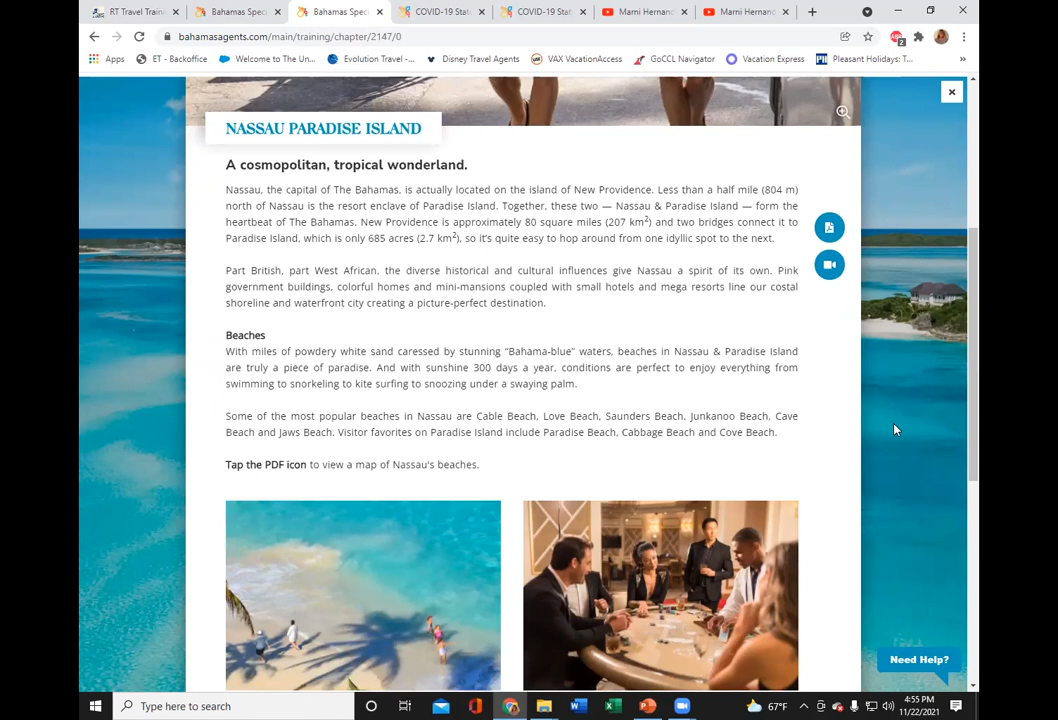 RT Travel Train
Bahamas Speci
Bahamas Speci
COVID-19 Stat
COVID-19 Stat
Marni Hernand
Marni Hernand
bahamasagents.com/main/training/chapter/2147/0
2
Apps
ET - Backoffice
Welcome to The Un...
Evolution Travel -...
Disney Travel Agents
VAX VacationAccess
GoCCL Navigator
Vacation Express
PH
Pleasant Holidays: T...
»
NASSAU PARADISE ISLAND
A cosmopolitan, tropical wonderland.
Nassau, the capital of The Bahamas, is actually located on the island of New Providence. Less than a half mile (804 m)
north of Nassau is the resort enclave of Paradise Island. Together, these two — Nassau & Paradise Island — form the
heartbeat of The Bahamas. New Providence is approximately 80 square miles (207 km²) and two bridges connect it to
Paradise Island, which is only 685 acres (2.7 km²), so it's quite easy to hop around from one idyllic spot to the next.
Part British, part West African, the diverse historical and cultural influences give Nassau a spirit of its own. Pink
government buildings, colorful homes and mini-mansions coupled with small hotels and mega resorts line our costal
shoreline and waterfront city creating a picture-perfect destination.
Beaches
With miles of powdery white sand caressed by stunning “Bahama-blue” waters, beaches in Nassau & Paradise Island
are truly a piece of paradise. And with sunshine 300 days a year, conditions are perfect to enjoy everything from
swimming to snorkeling to kite surfing to snoozing under a swaying palm.
Some of the most popular beaches in Nassau are Cable Beach, Love Beach, Saunders Beach, Junkanoo Beach, Cave
Beach and Jaws Beach. Visitor favorites on Paradise Island include Paradise Beach, Cabbage Beach and Cove Beach.
Tap the PDF icon to view a map of Nassau's beaches.
Need Help?
Type here to search
67°F
4:55 PM
11/22/2021